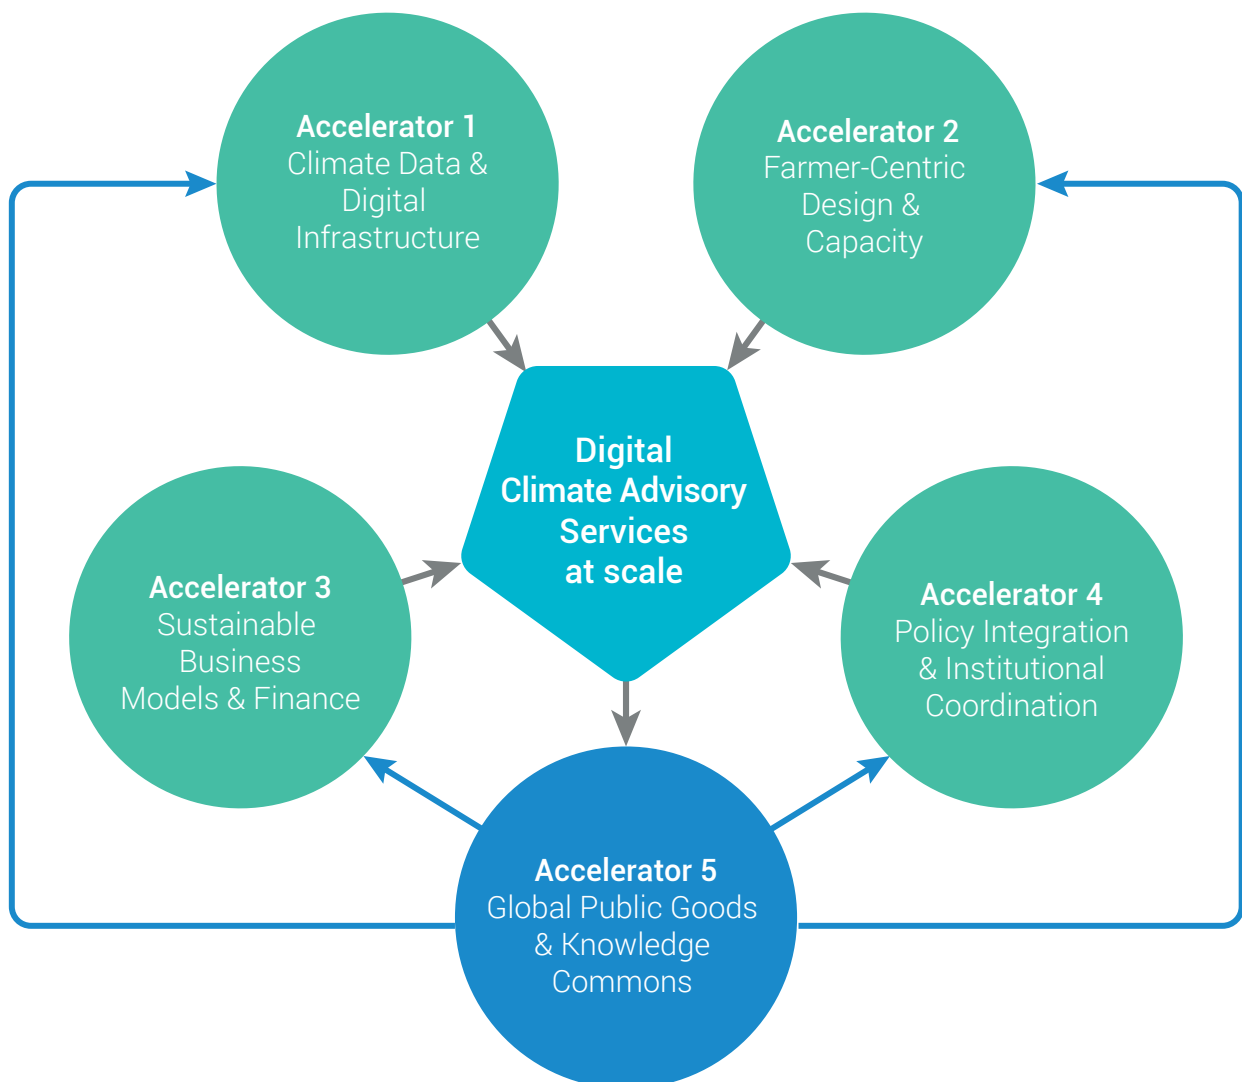 Accelerator 1
Climate Data &
Digital
Infrastructure
Accelerator 2
Farmer-Centric
Design &
Capacity
Digital
Climate Advisory
Services
at scale
Accelerator 3
Sustainable
Business
Models & Finance
Accelerator 4
Policy Integration
& Institutional
Coordination
Accelerator 5
Global Public Goods
& Knowledge
Commons